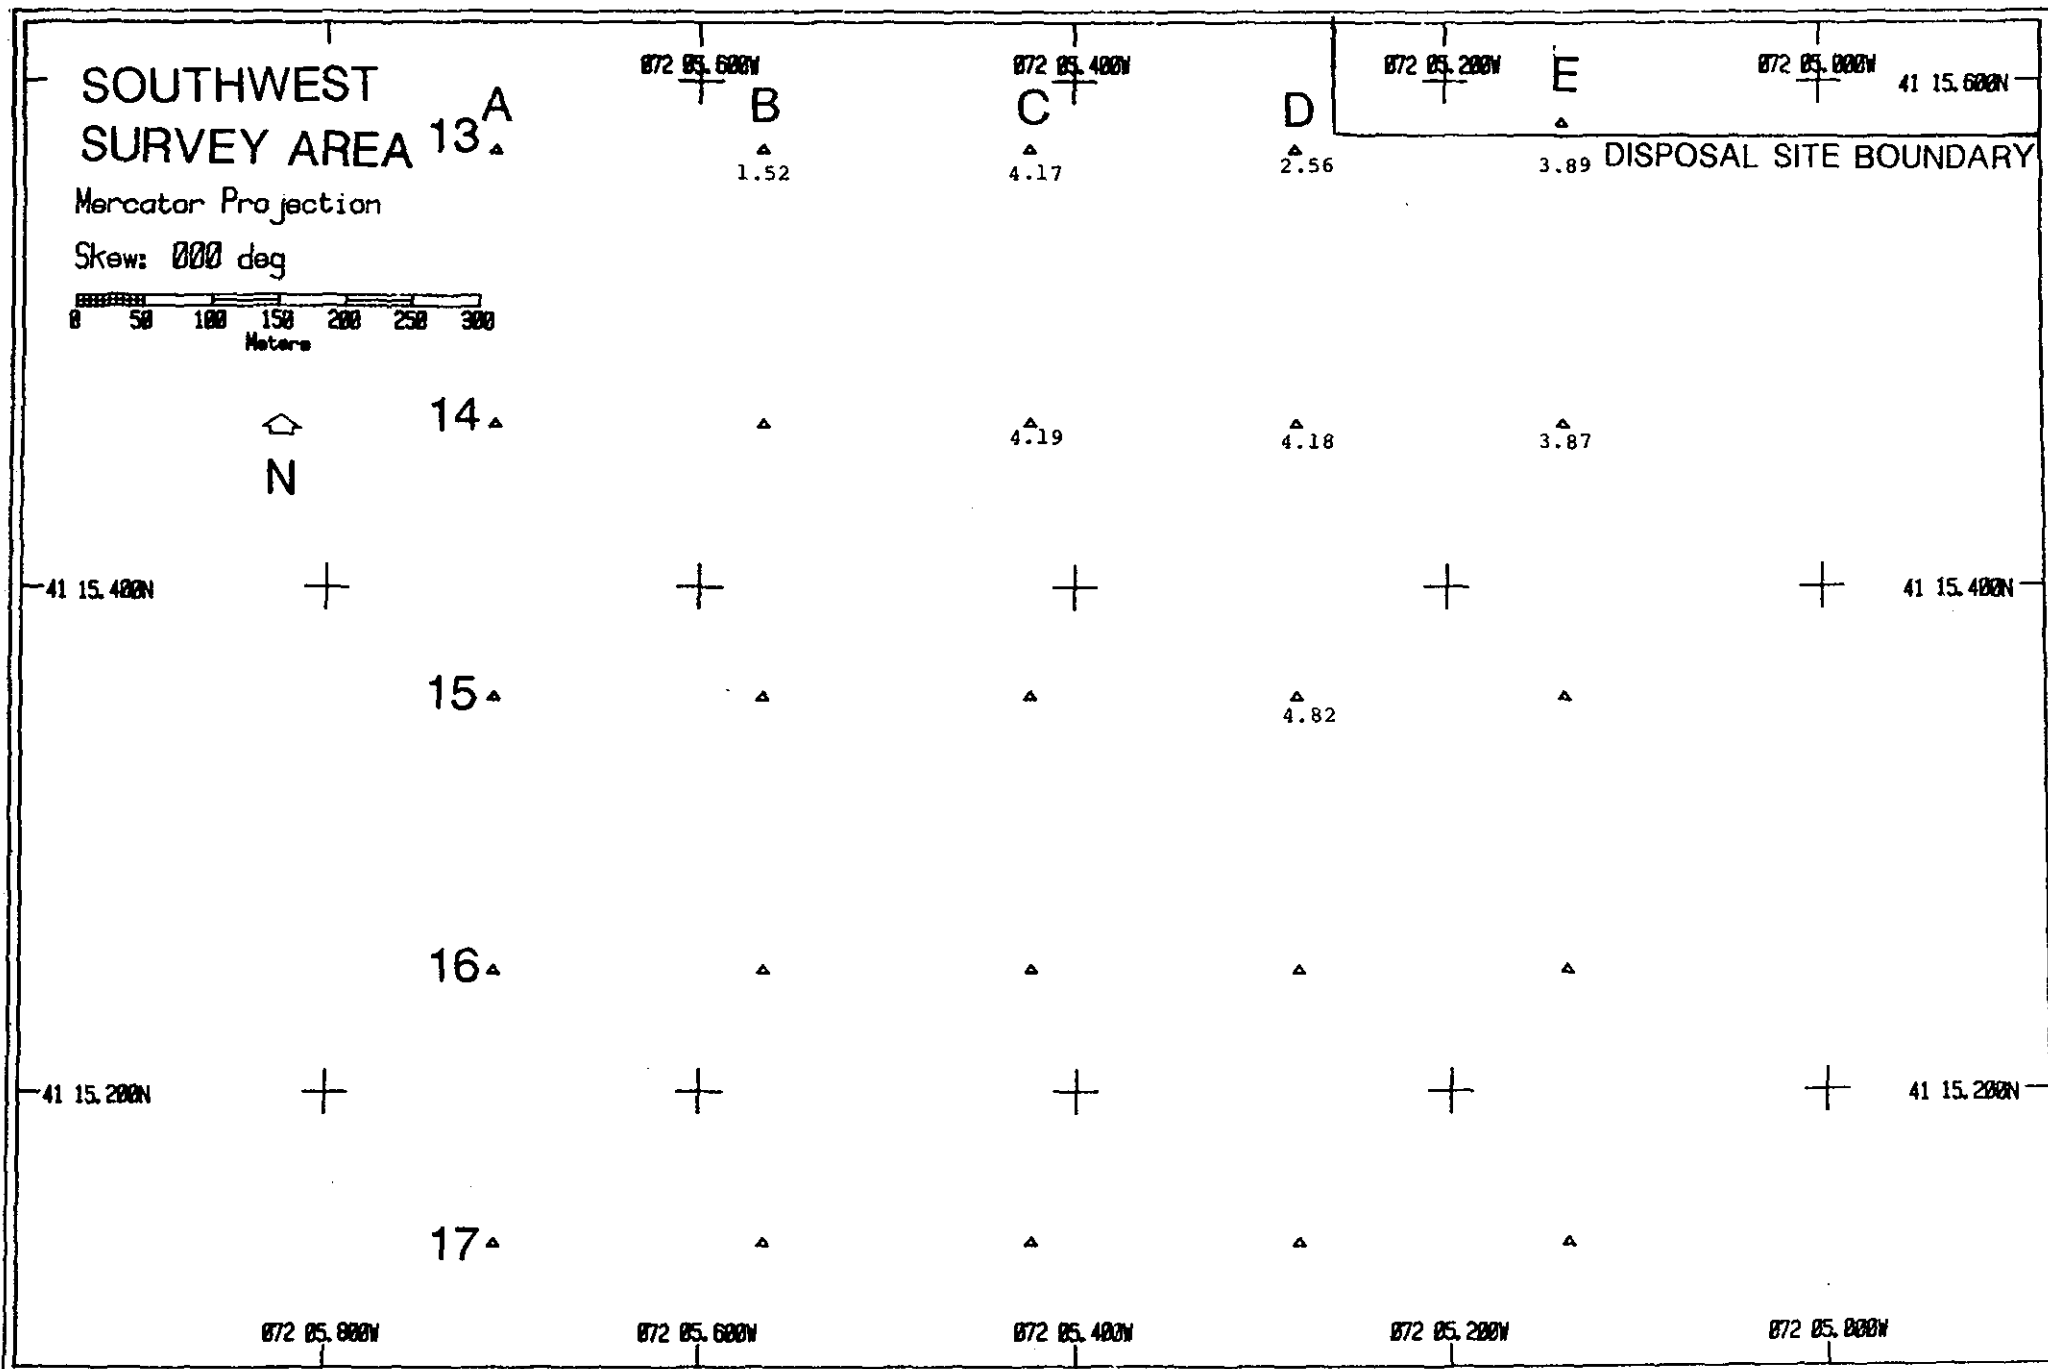 SOUTHWEST
SURVEY AREA
Mercator Projection
Skew: 000 deg
0 50 100 150 200 250 300
Meters
N
072 05.600W 072 05.400W 072 05.200W 072 05.000W 41 15.600N
A B C D E
13
1.52 4.17 2.56 3.89 DISPOSAL SITE BOUNDARY
14
4.19 4.18 3.87
41 15.400N 41 15.400N
15
4.82
16
41 15.200N 41 15.200N
17
072 05.800W 072 05.600W 072 05.400W 072 05.200W 072 05.000W